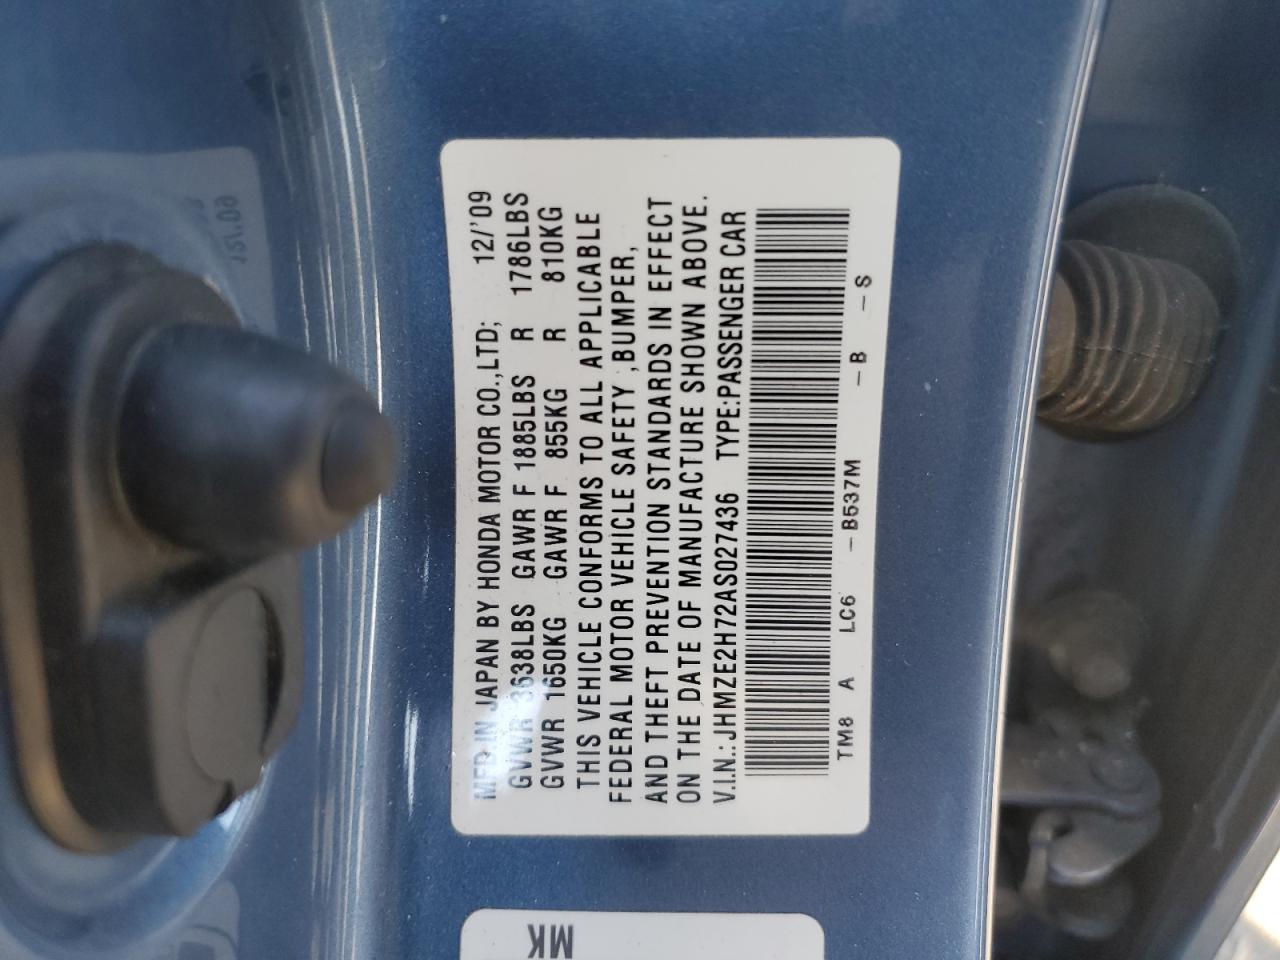 MFD IN JAPAN BY HONDA MOTOR CO.,LTD; 12/'09
GVWR 3638LBS GAWR F 1885LBS R 1786LBS
GVWR 1650KG GAWR F 855KG R 810KG
THIS VEHICLE CONFORMS TO ALL APPLICABLE
FEDERAL MOTOR VEHICLE SAFETY ,BUMPER,
AND THEFT PREVENTION STANDARDS IN EFFECT
ON THE DATE OF MANUFACTURE SHOWN ABOVE.
V.I.N.: JHMZE2H72AS027436 TYPE:PASSENGER CAR
TM8 A LC6 - B537M - B - S
MK